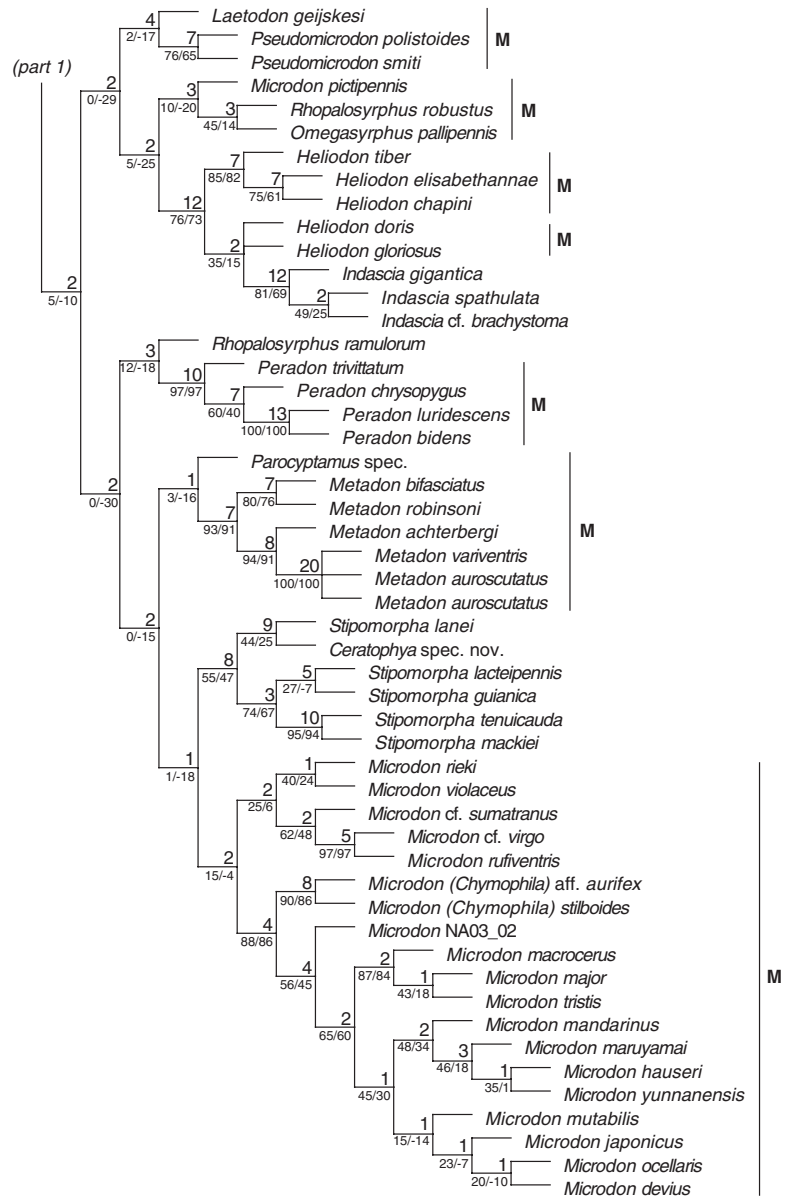 Laetodon geijskesi
4
2/-17
7
Pseudomicrodon polistoides
M
76/65
Pseudomicrodon smiti
(part 1)
2
0/-29
3
Microdon pictipennis
10/-20
3
Rhopalosyrphus robustus
M
45/14
Omegasyrphus pallipennis
2
5/-25
7
Heliodon tiber
85/82
7
Heliodon elisabethannae
M
75/61
Heliodon chapini
12
76/73
Heliodon doris
M
2
Heliodon gloriosus
35/15
12
Indascia gigantica
81/69
2
Indascia spathulata
49/25
Indascia cf. brachystoma
2
5/-10
3
Rhopalosyrphus ramulorum
12/-18
10
Peradon trivittatum
97/97
7
Peradon chrysopygus
M
60/40
13
Peradon luridescens
100/100
Peradon bidens
2
0/-30
1
Parocyptamus spec.
3/-16
7
Metadon bifasciatus
80/76
Metadon robinsoni
7
93/91
8
Metadon achterbergi
M
94/91
20
Metadon variventris
100/100
Metadon auroscutatus
Metadon auroscutatus
2
0/-15
9
Stipomorpha lanei
44/25
Ceratophya spec. nov.
8
55/47
5
Stipomorpha lacteipennis
27/-7
Stipomorpha guianica
3
74/67
10
Stipomorpha tenuicauda
95/94
Stipomorpha mackiei
1
1/-18
1
Microdon rieki
40/24
Microdon violaceus
2
25/6
2
Microdon cf. sumatranus
62/48
5
Microdon cf. virgo
97/97
Microdon rufiventris
2
15/-4
8
Microdon (Chymophila) aff. aurifex
90/86
Microdon (Chymophila) stilboides
4
88/86
Microdon NA03_02
4
56/45
2
Microdon macrocerus
87/84
1
Microdon major
M
43/18
Microdon tristis
2
65/60
2
Microdon mandarinus
48/34
3
Microdon maruyamai
46/18
1
Microdon hauseri
35/1
Microdon yunnanensis
1
45/30
1
Microdon mutabilis
15/-14
1
Microdon japonicus
23/-7
1
Microdon ocellaris
20/-10
Microdon devius